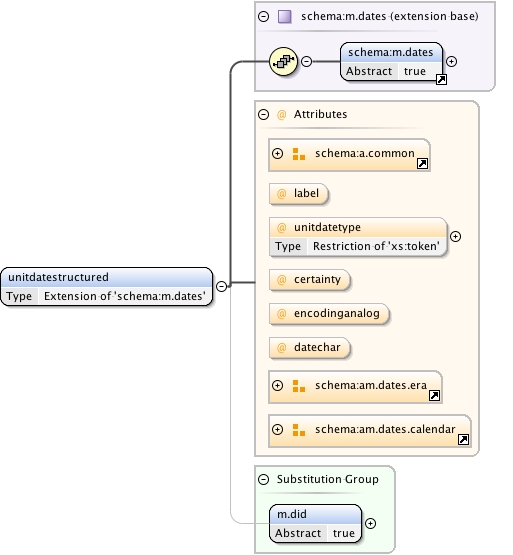 schema:m.dates (extension base)
schema:m.dates
Abstract true
@ Attributes
schema:a.common
@ label
@ unitdatetype
Type Restriction of 'xs:token'
unitdatestructured
Type Extension of 'schema:m.dates'
@ certainty
@ encodinganalog
@ datechar
schema:am.dates.era
schema:am.dates.calendar
Substitution Group
m.did
Abstract true